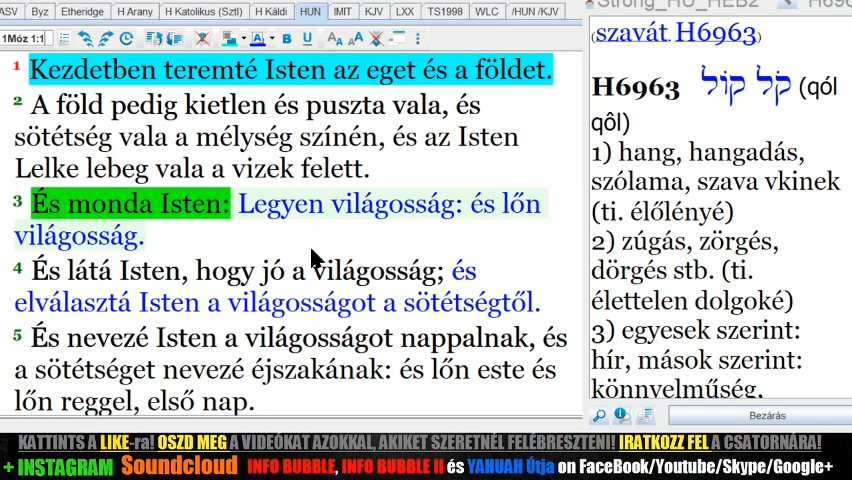 ASV Byz Etheridge H Arany H Katolikus (Sztl) H Káldi HUN IMIT KJV LXX TS1998 WLC /HUN /KJV
1Móz 1:1
1 Kezdetben teremté Isten az eget és a földet.
2 A föld pedig kietlen és puszta vala, és
sötétség vala a mélység színén, és az Isten
Lelke lebeg vala a vizek felett.
3 És monda Isten: Legyen világosság: és lőn
világosság.
4 És látá Isten, hogy jó a világosság; és
elválasztá Isten a világosságot a sötétségtől.
5 És nevezé Isten a világosságot nappalnak, és
a sötétséget nevezé éjszakának: és lőn este és
lőn reggel, első nap.
Strong_HU_HEB2 H696
(szavát, H6963)
H6963 קֹל קוֹל (qól
qôl)
1) hang, hangadás,
szólama, szava vkinek
(ti. élőlényé)
2) zúgás, zörgés,
dörgés stb. (ti.
élettelen dolgoké)
3) egyesek szerint:
hír, mások szerint:
könnyelműség,
Bezárás
KATTINTS A LIKE-ra! OSZD MEG A VIDEÓKAT AZOKKAL, AKIKET SZERETNÉL FELÉBRESZTENI! IRATKOZZ FEL A CSATORNÁRA!
+ INSTAGRAM Soundcloud INFO BUBBLE, INFO BUBBLE II és YAHUAH Útja on FaceBook/Youtube/Skype/Google+